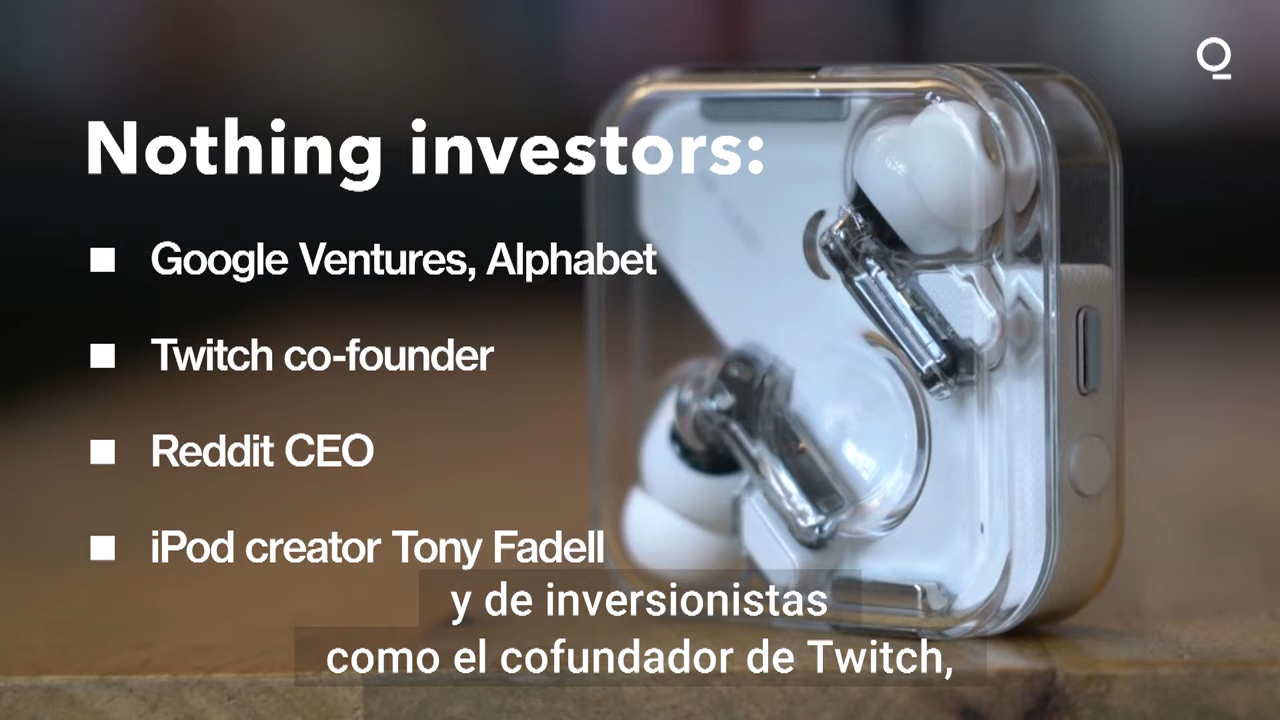 Nothing investors:
Google Ventures, Alphabet
Twitch co-founder
Reddit CEO
iPod creator Tony Fadell
y de inversionistas
como el cofundador de Twitch,